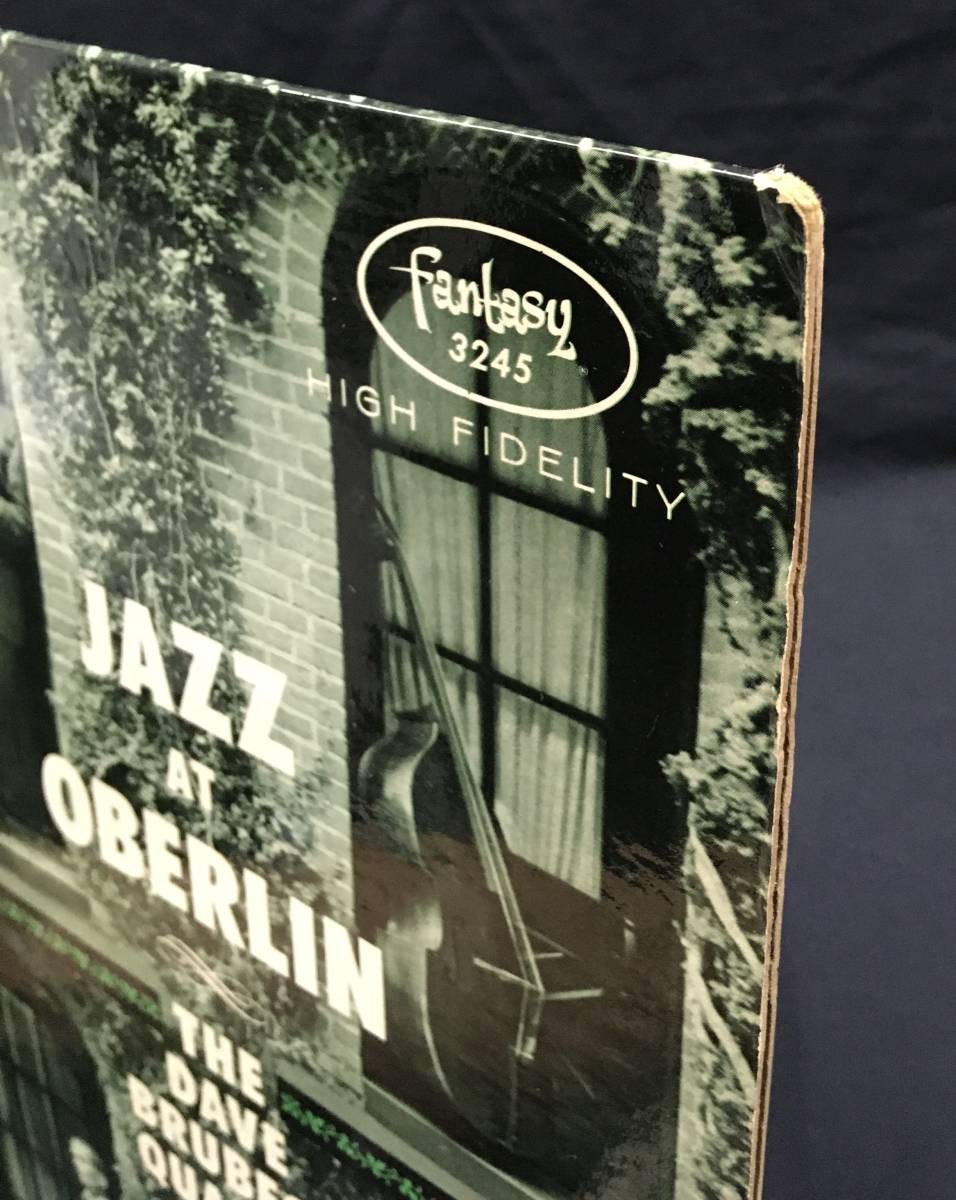 fantasy
3245
HIGH FIDELITY
JAZZ
AT
OBERLIN
THE
DAVE